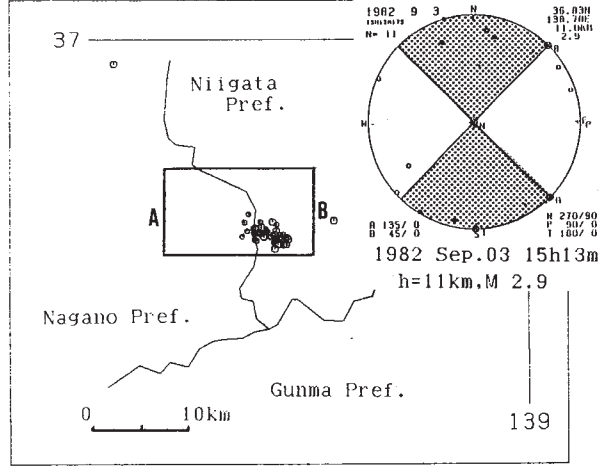 1982 9 3
N= 11
N
36.83N
138.70E
11.0KM
2.9
37
Niigata
Pref.
B
W
N
P
A
A B
A 135/ 0
B 45/ 0
S
T
N 270/90
P 90/ 0
T 180/ 0
1982 Sep.03 15h13m
h=11km,M 2.9
Nagano Pref.
Gunma Pref.
0 10km
139